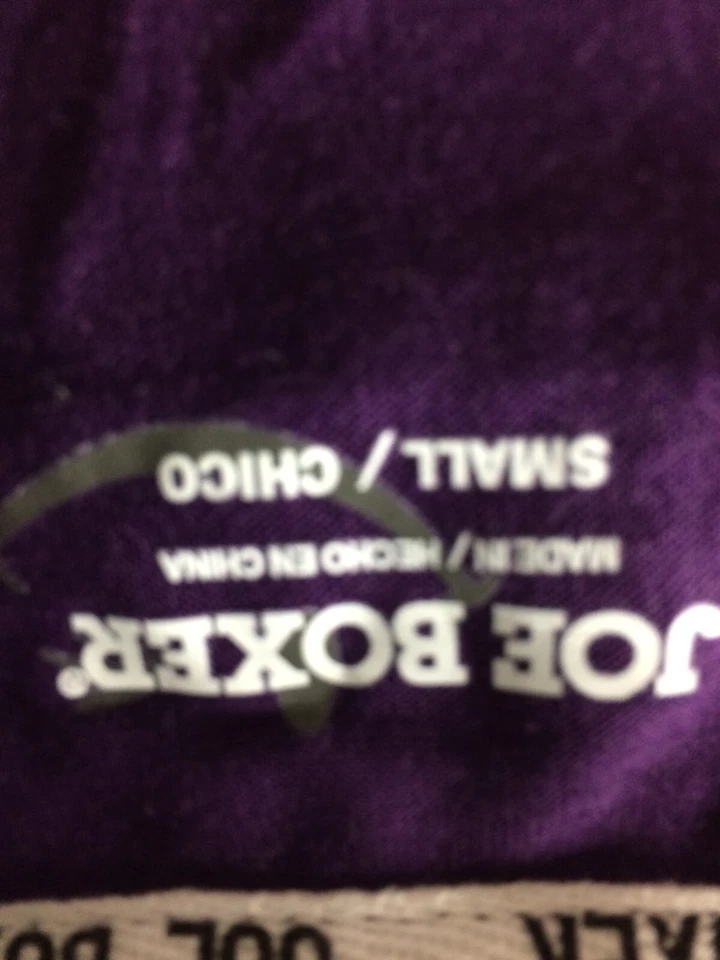 JOE BOXER®
MADE IN / HECHO EN CHINA
SMALL / CHICO